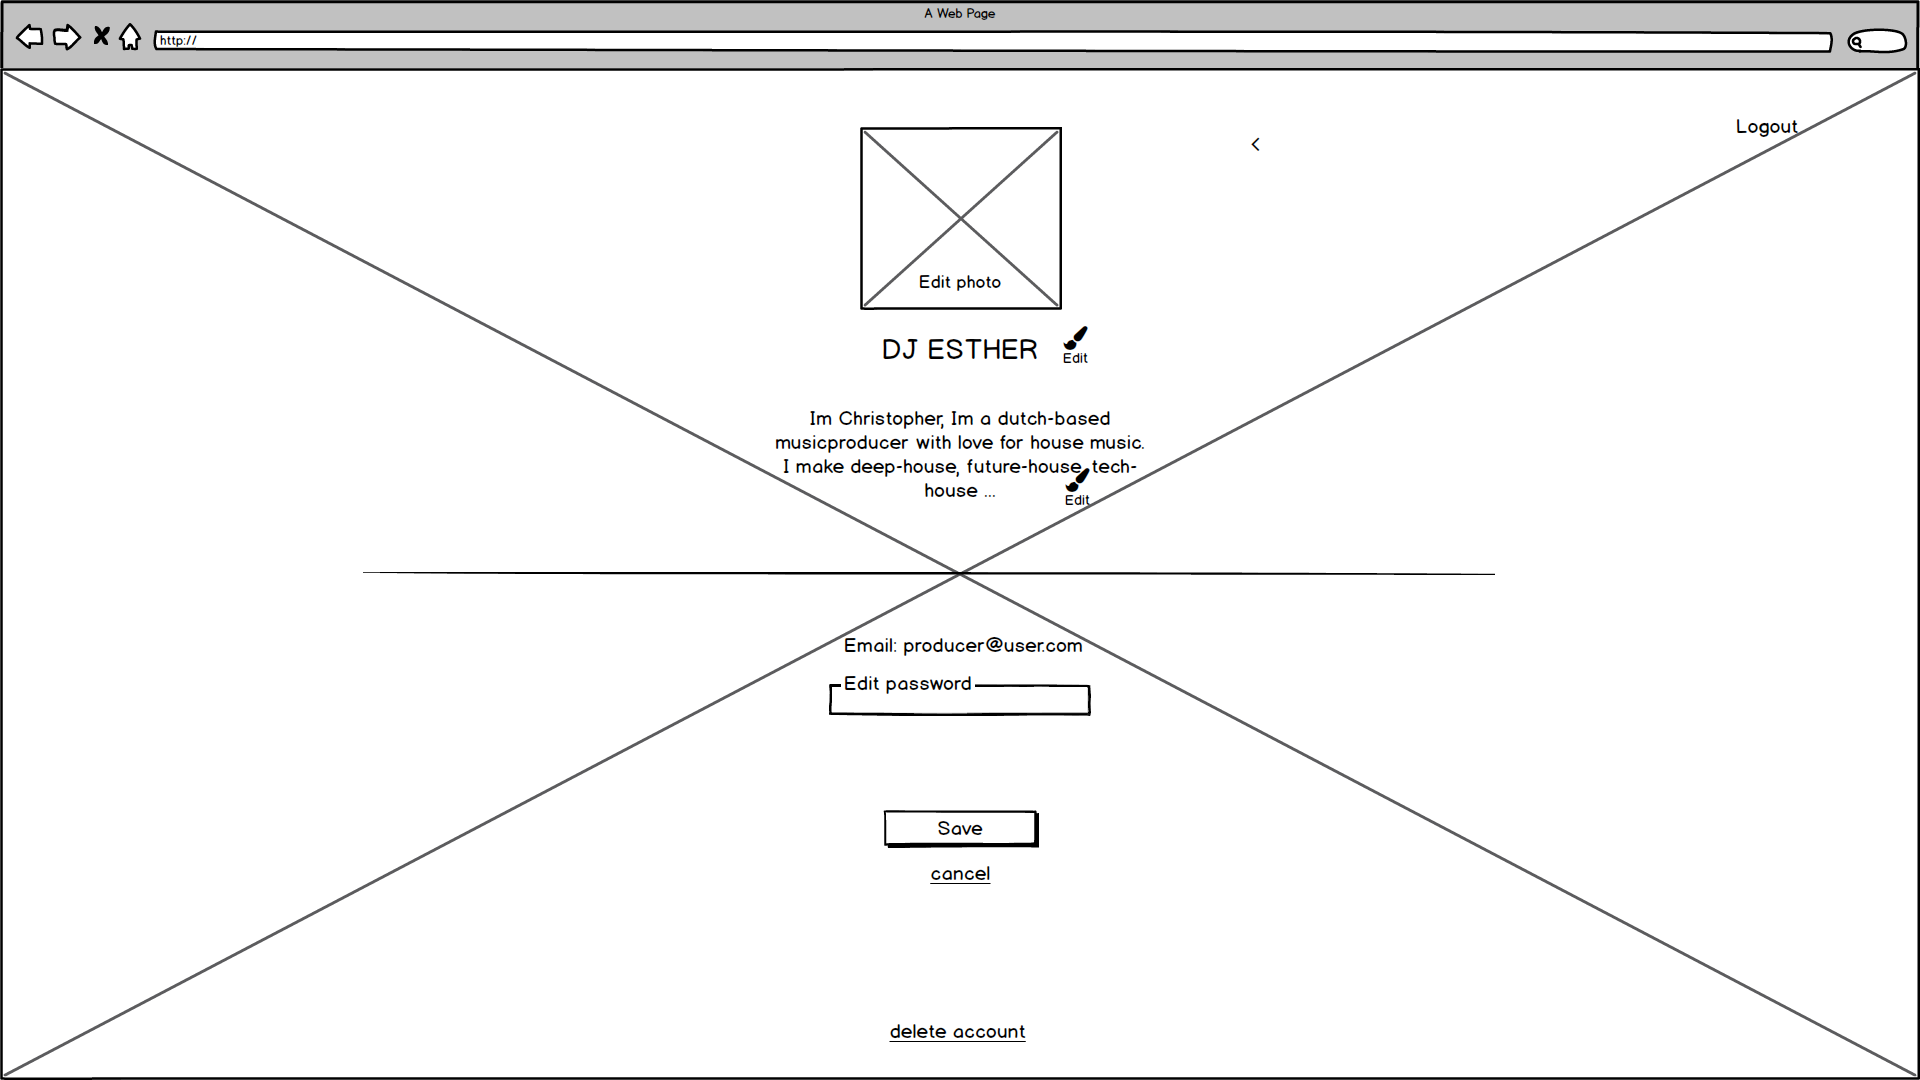 A Web Page
http://
Logout
<
Edit photo
DJ ESTHER
Edit
Im Christopher, Im a dutch-based
musicproducer with love for house music.
I make deep-house, future-house, tech-
house ...
Edit
Email: producer@user.com
Edit password
Save
cancel
delete account